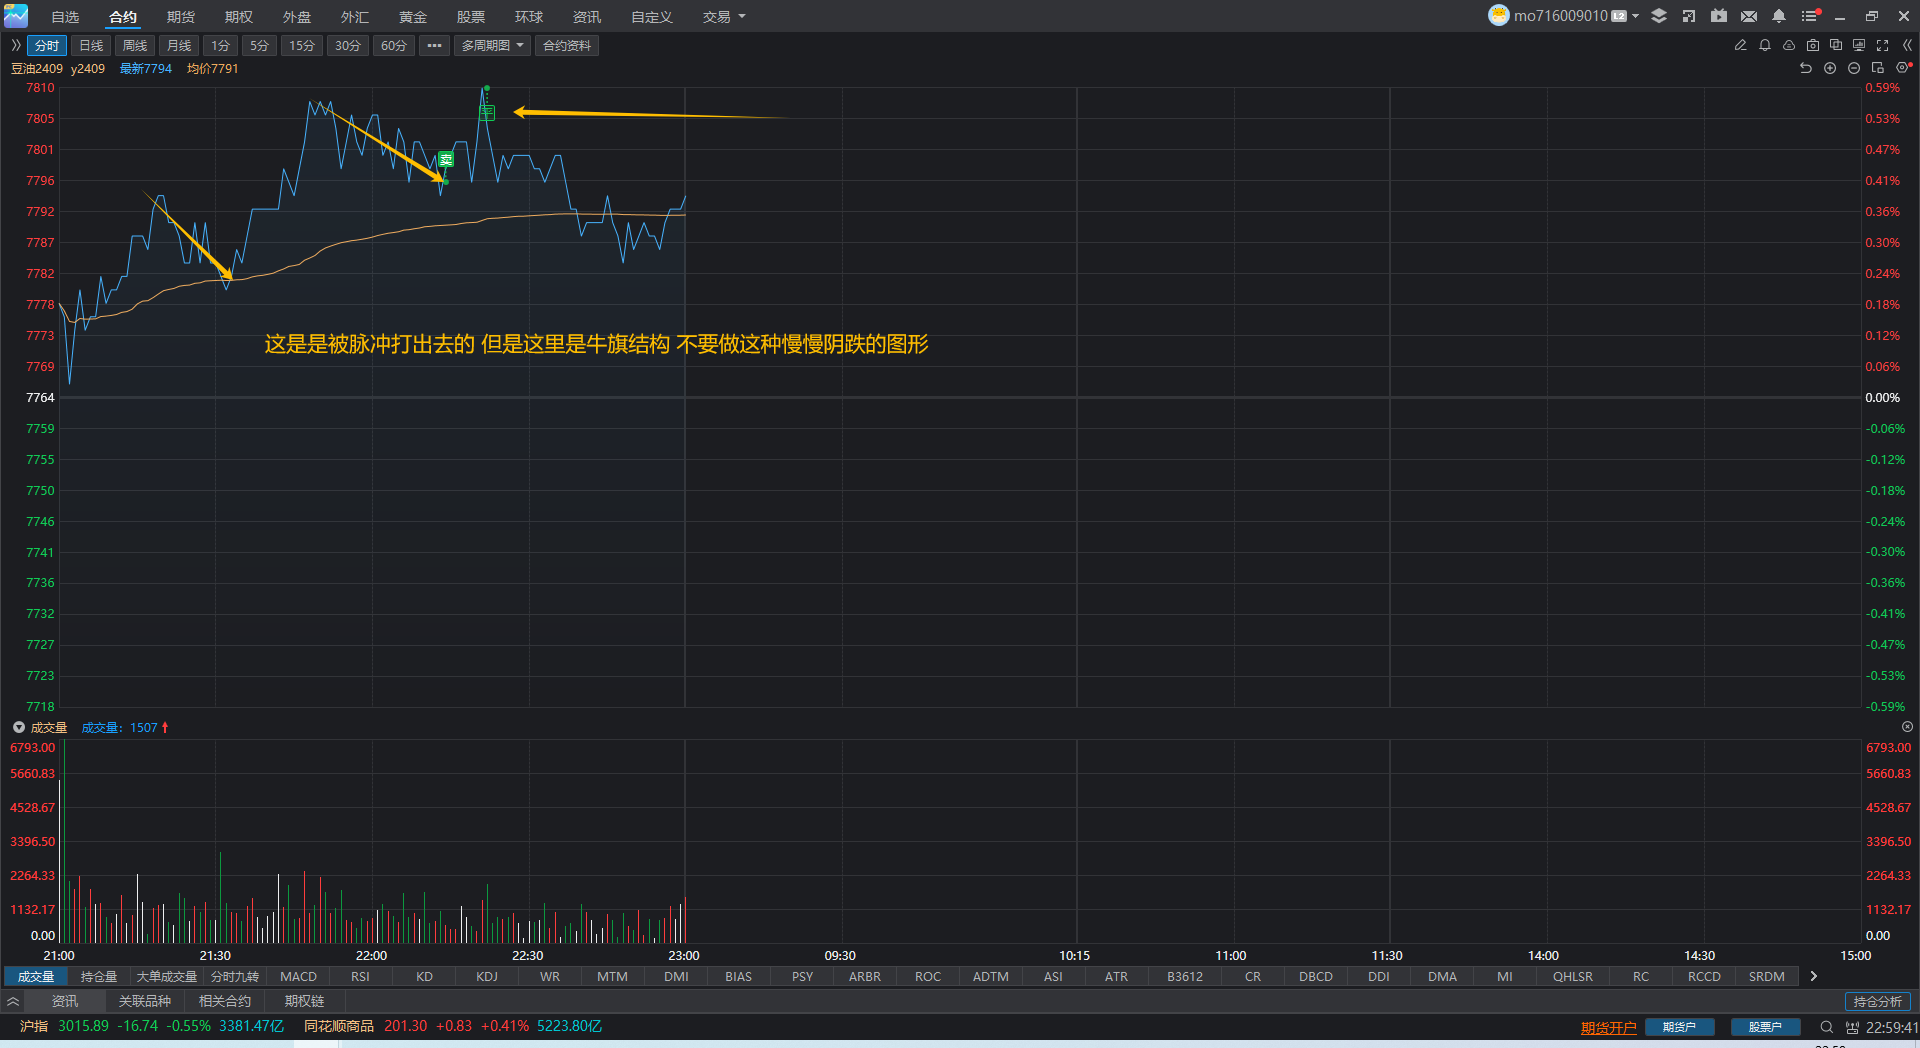 自选 合约 期货 期权 外盘 外汇 黄金 股票 环球 资讯 自定义 交易 mo716009010 L2
分时 日线 周线 月线 1分 5分 15分 30分 60分 ••• 多周期图 合约资料
豆油2409 y2409 最新7794 均价7791
7810 0.59%
平
7805 0.53%
7801 0.47%
卖
7796 0.41%
7792 0.36%
7787 0.30%
7782 0.24%
7778 0.18%
7773 0.12%
这是是被脉冲打出去的 但是这里是牛旗结构 不要做这种慢慢阴跌的图形
7769 0.06%
7764 0.00%
7759 -0.06%
7755 -0.12%
7750 -0.18%
7746 -0.24%
7741 -0.30%
7736 -0.36%
7732 -0.41%
7727 -0.47%
7723 -0.53%
7718 -0.59%
成交量 成交量: 1507
6793.00 6793.00
5660.83 5660.83
4528.67 4528.67
3396.50 3396.50
2264.33 2264.33
1132.17 1132.17
0.00 0.00
21:00 21:30 22:00 22:30 23:00 09:30 10:15 11:00 11:30 14:00 14:30 15:00
成交量 持仓量 大单成交量 分时九转 MACD RSI KD KDJ WR MTM DMI BIAS PSY ARBR ROC ADTM ASI ATR B3612 CR DBCD DDI DMA MI QHLSR RC RCCD SRDM
资讯 关联品种 相关合约 期权链 持仓分析
沪指 3015.89 -16.74 -0.55% 3381.47亿 同花顺商品 201.30 +0.83 +0.41% 5223.80亿 期货开户 期货户 股票户 22:59:41